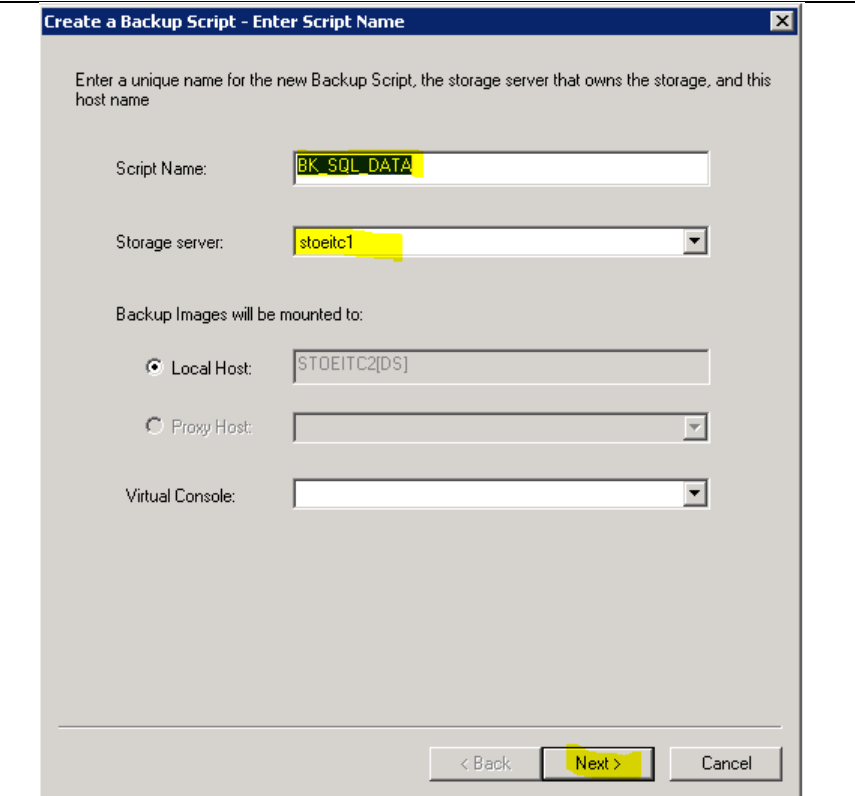 Create a Backup Script - Enter Script Name
Enter a unique name for the new Backup Script, the storage server that owns the storage, and this
host name
Script Name: BK_SQL_DATA
Storage server: stoeitc1
Backup Images will be mounted to:
Local Host: STOEITC2[DS]
Proxy Host:
Virtual Console:
< Back Next > Cancel